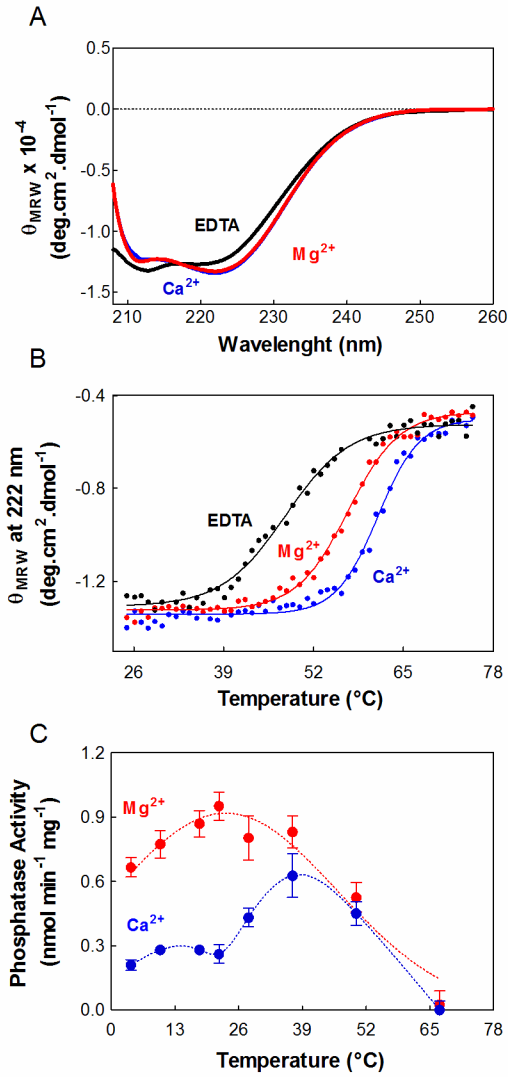 A
0.5
0.0
-0.5
-1.0
-1.5
θMRW x 10-4
(deg.cm2.dmol-1)
EDTA
Mg2+
Ca2+
210 220 230 240 250 260
Wavelenght (nm)
B
-0.4
-0.8
-1.2
θMRW at 222 nm
(deg.cm2.dmol-1)
EDTA
Mg2+
Ca2+
26 39 52 65 78
Temperature (°C)
C
1.2
0.9
0.6
0.3
0.0
Phosphatase Activity
(nmol min-1 mg-1)
Mg2+
Ca2+
0 13 26 39 52 65 78
Temperature (°C)